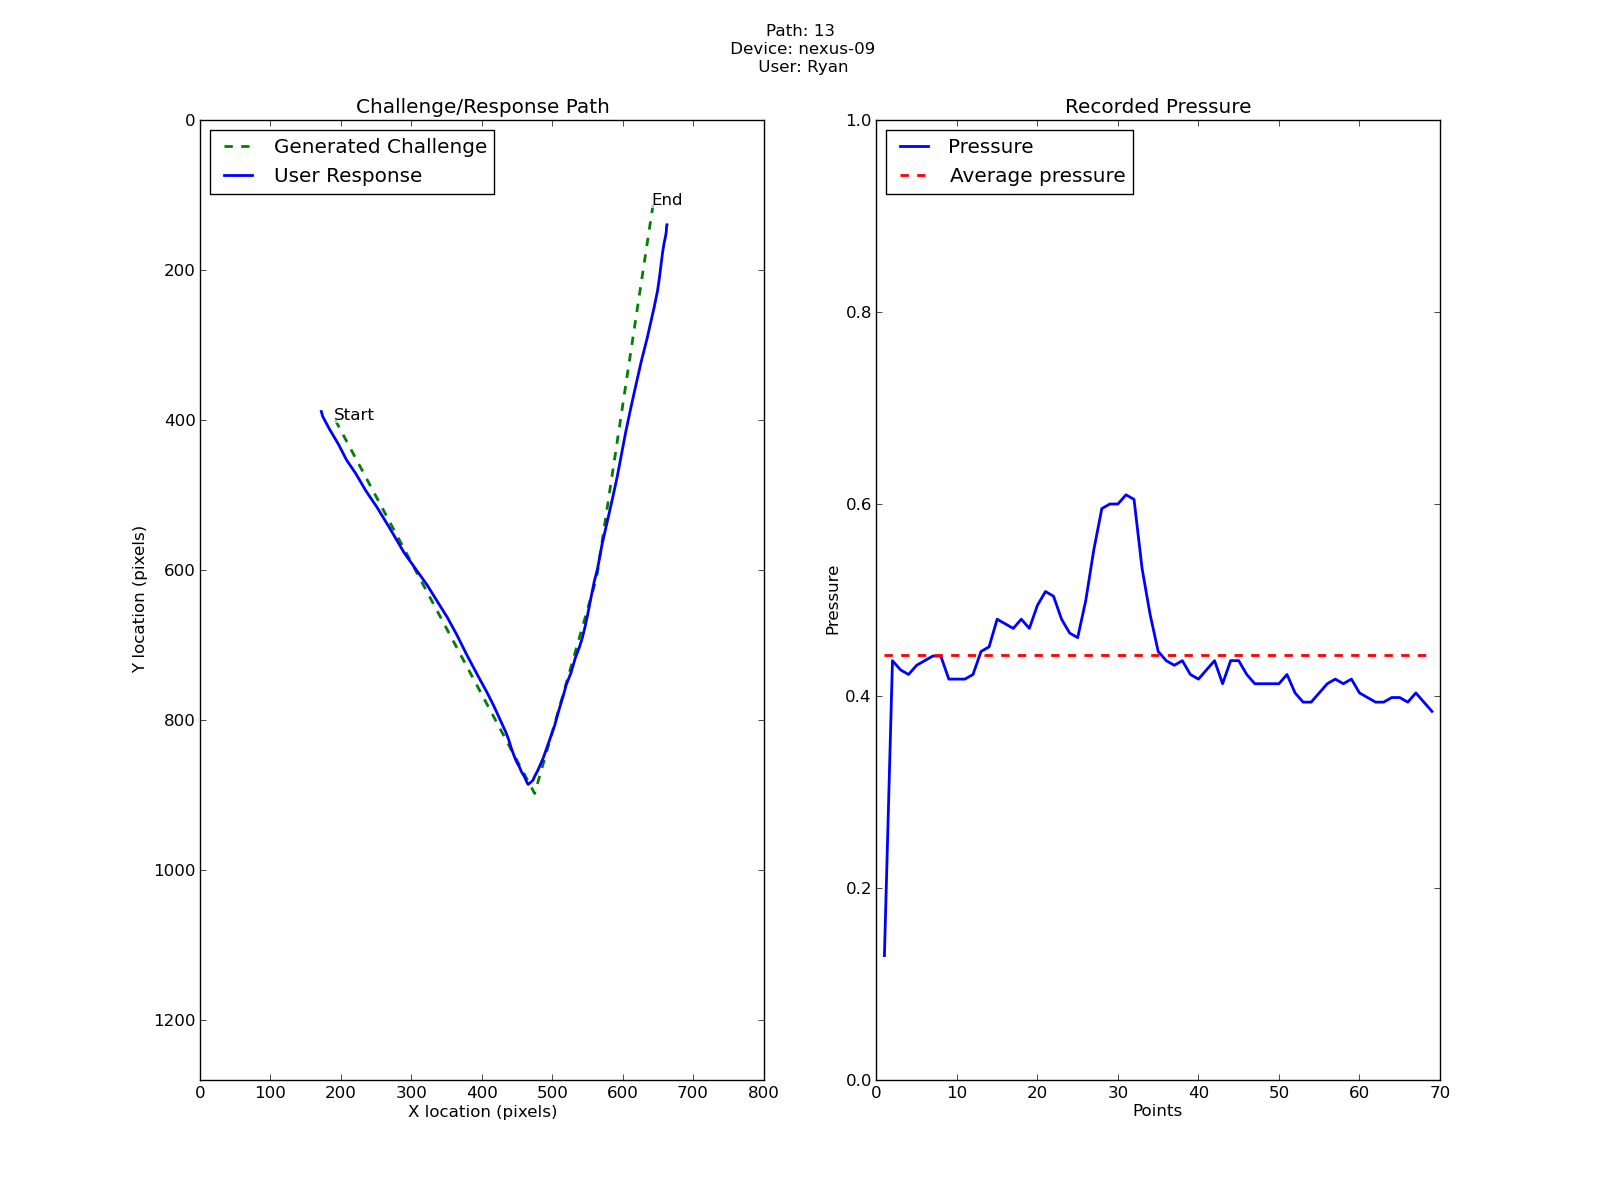 Path: 13
Device: nexus-09
User: Ryan
Challenge/Response Path
Generated Challenge
User Response
End
Start
0
200
400
600
800
1000
1200
Y location (pixels)
0 100 200 300 400 500 600 700 800
X location (pixels)
Recorded Pressure
Pressure
Average pressure
1.0
0.8
0.6
0.4
0.2
0.0
Pressure
0 10 20 30 40 50 60 70
Points